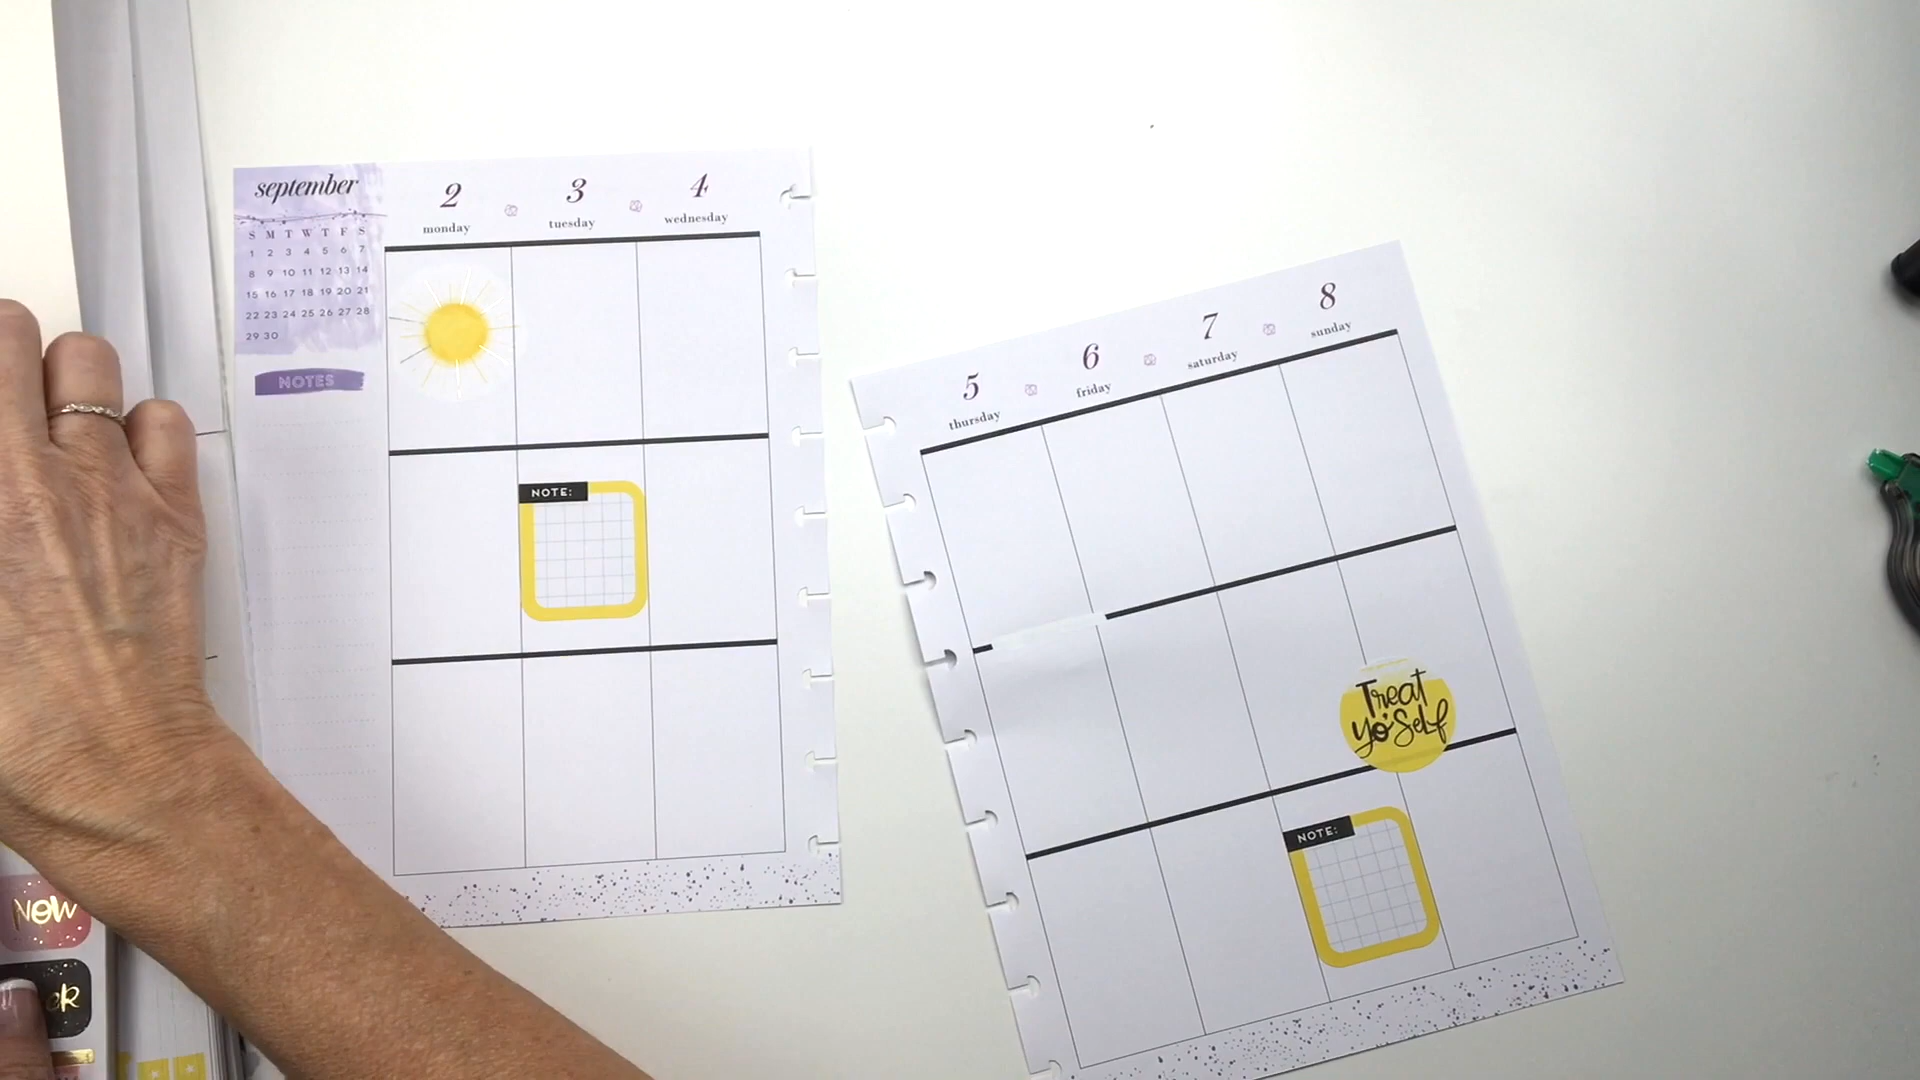 september
S M T W T F S
1 2 3 4 5 6 7
8 9 10 11 12 13 14
15 16 17 18 19 20 21
22 23 24 25 26 27 28
29 30
NOTES
2 3 4
monday tuesday wednesday
NOTE:
5 6 7 8
thursday friday saturday sunday
Treat
yo'Self
NOTE:
NOW